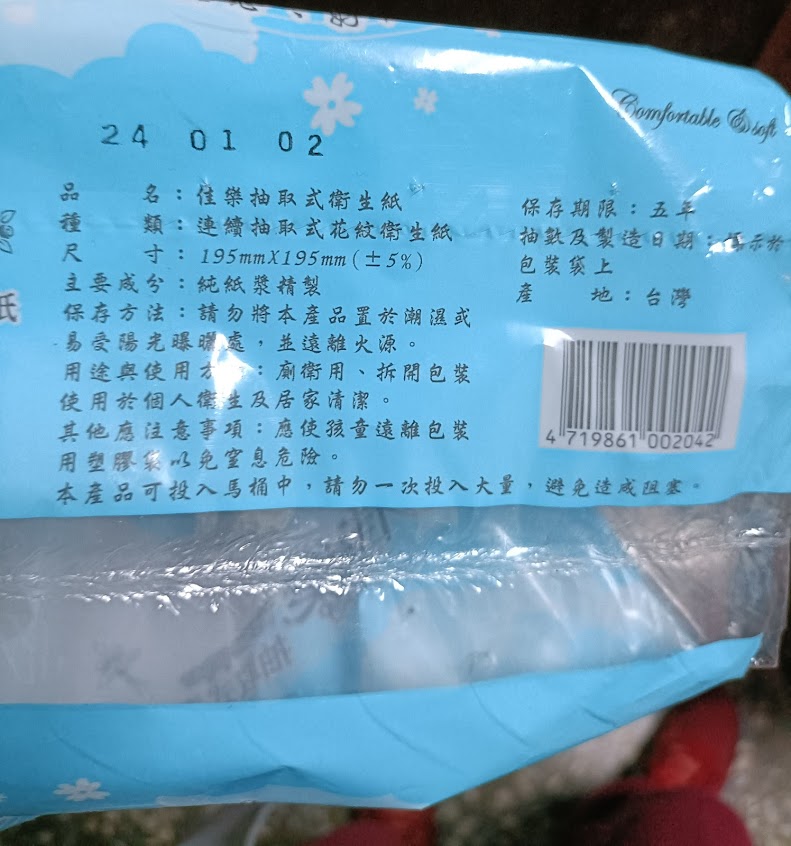 Comfortable & soft
24 01 02
品 名：佳樂抽取式衛生紙
種 類：連續抽取式花紋衛生紙
尺 寸：195mmX195mm(±5%)
主要成分：純紙漿精製
保存方法：請勿將本產品置於潮濕或
易受陽光曝曬處，並遠離火源。
用途與使用方 ：廁衛用、拆開包裝
使用於個人衛生及居家清潔。
其他應注意事項：應使孩童遠離包裝
用塑膠袋以免窒息危險。
本產品可投入馬桶中，請勿一次投入大量，避免造成阻塞。
保存期限：五年
抽數及製造日期：標示於
包裝袋上
產 地：台灣
4 719861 002042
紙
抽取